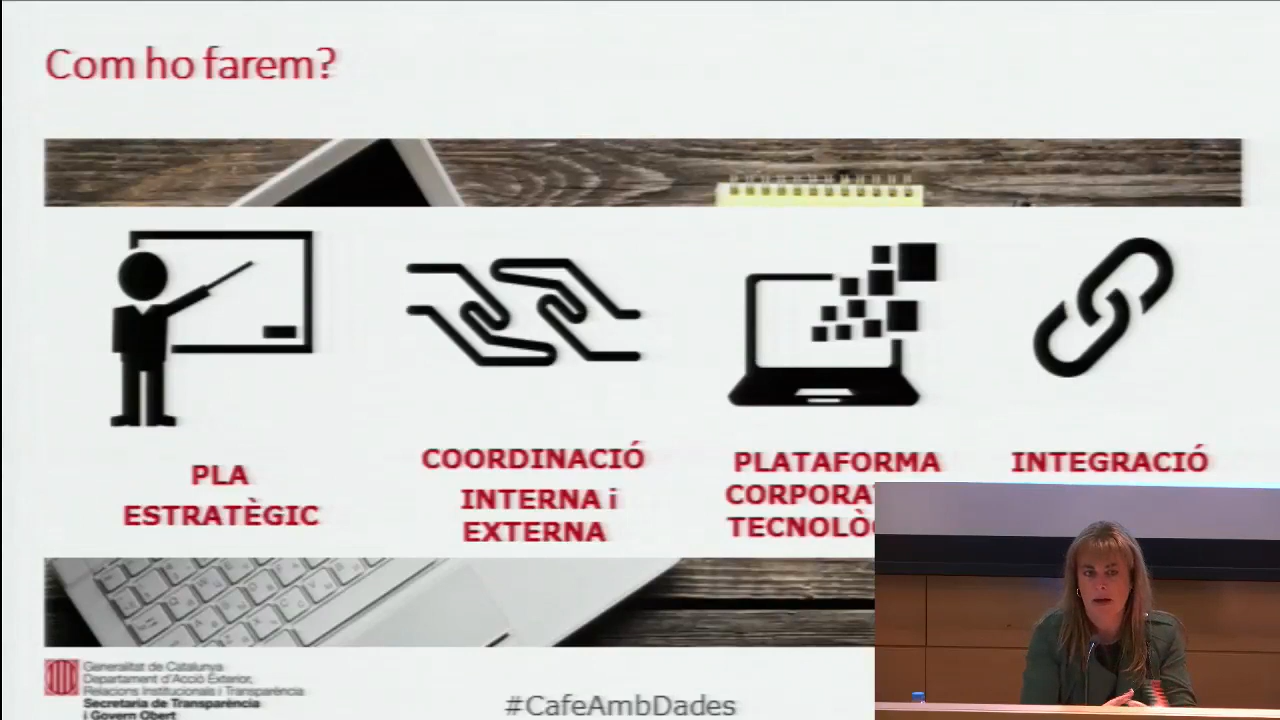 Com ho farem?
PLA
ESTRATÈGIC
COORDINACIÓ
INTERNA i
EXTERNA
PLATAFORMA
INTEGRACIÓ
Generalitat de Catalunya
Departament d'Acció Exterior,
Relacions Institucionals i Transparència
Secretaria de Transparència
i Govern Obert
#CafeAmbDades